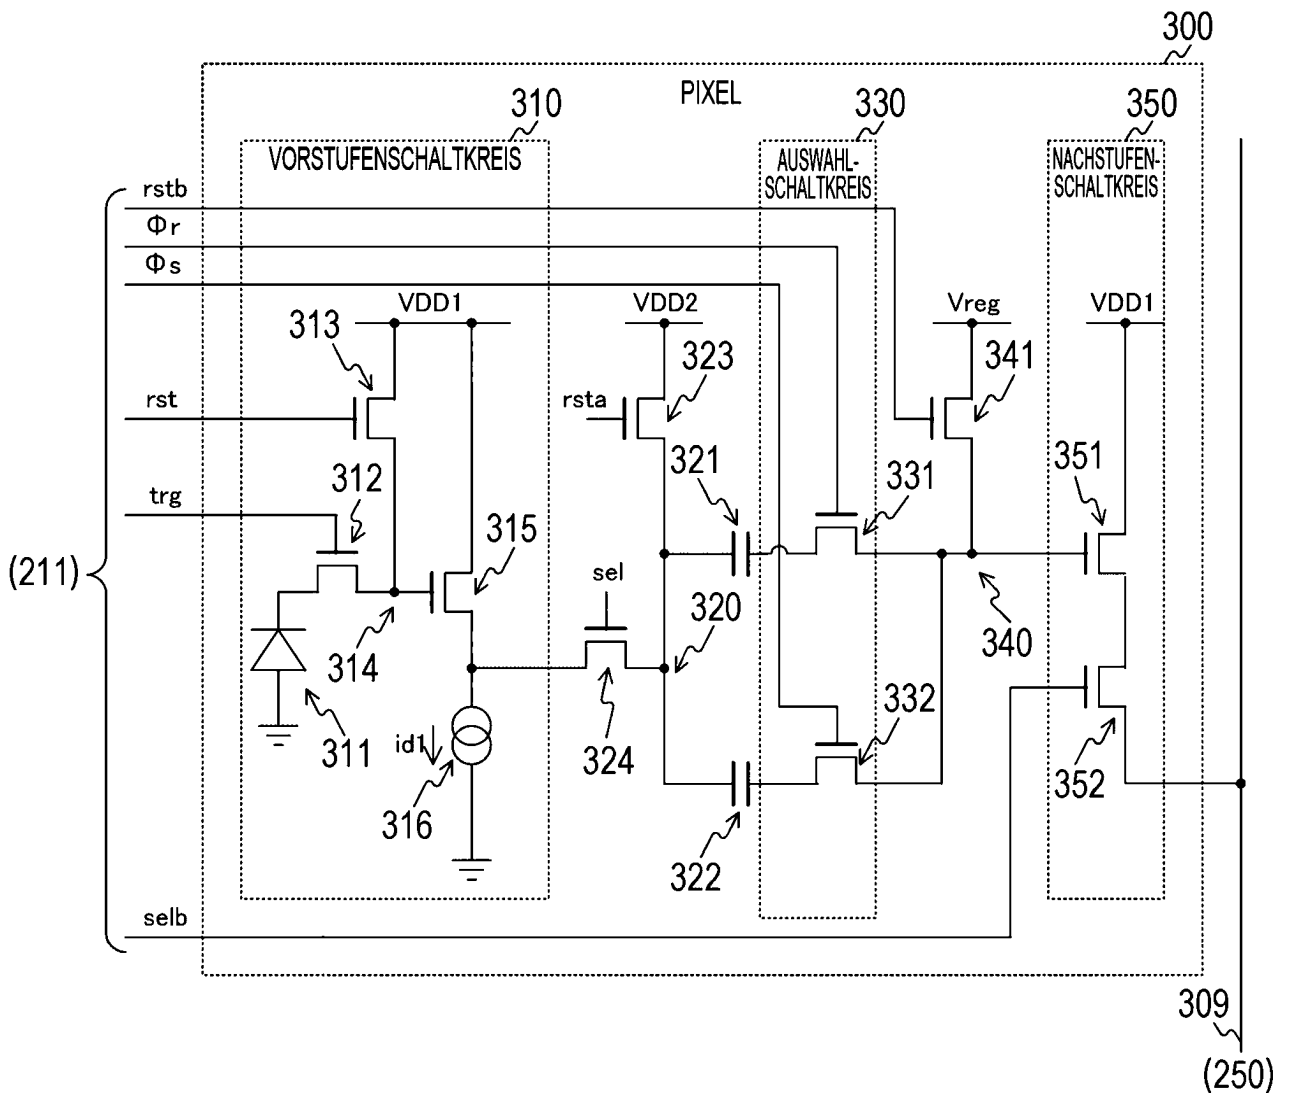 300
PIXEL
310
330
350
VORSTUFENSCHALTKREIS
AUSWAHL-
SCHALTKREIS
NACHSTUFEN-
SCHALTKREIS
rstb
Φr
Φs
VDD1
VDD2
Vreg
VDD1
313
323
341
rst
rsta
312
321
331
351
trg
315
(211)
sel
320
340
314
332
311
id1
324
352
316
322
selb
309
(250)